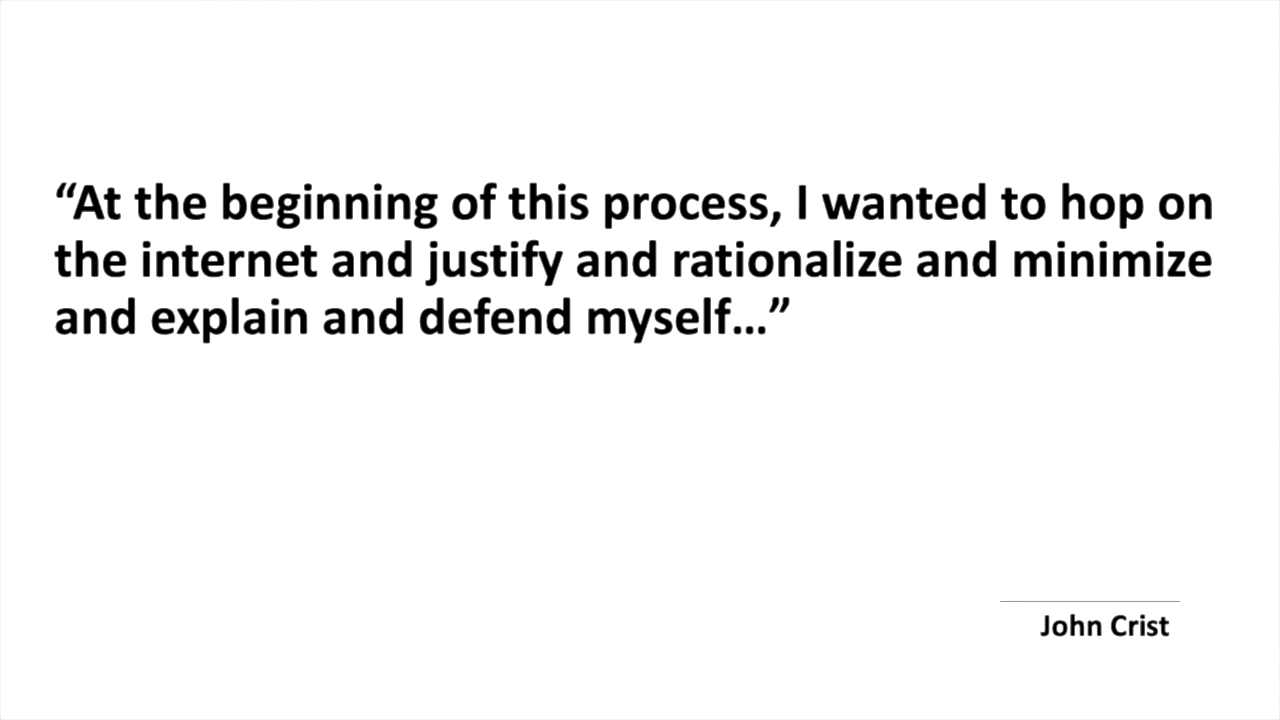 “At the beginning of this process, I wanted to hop on
the internet and justify and rationalize and minimize
and explain and defend myself…”
John Crist